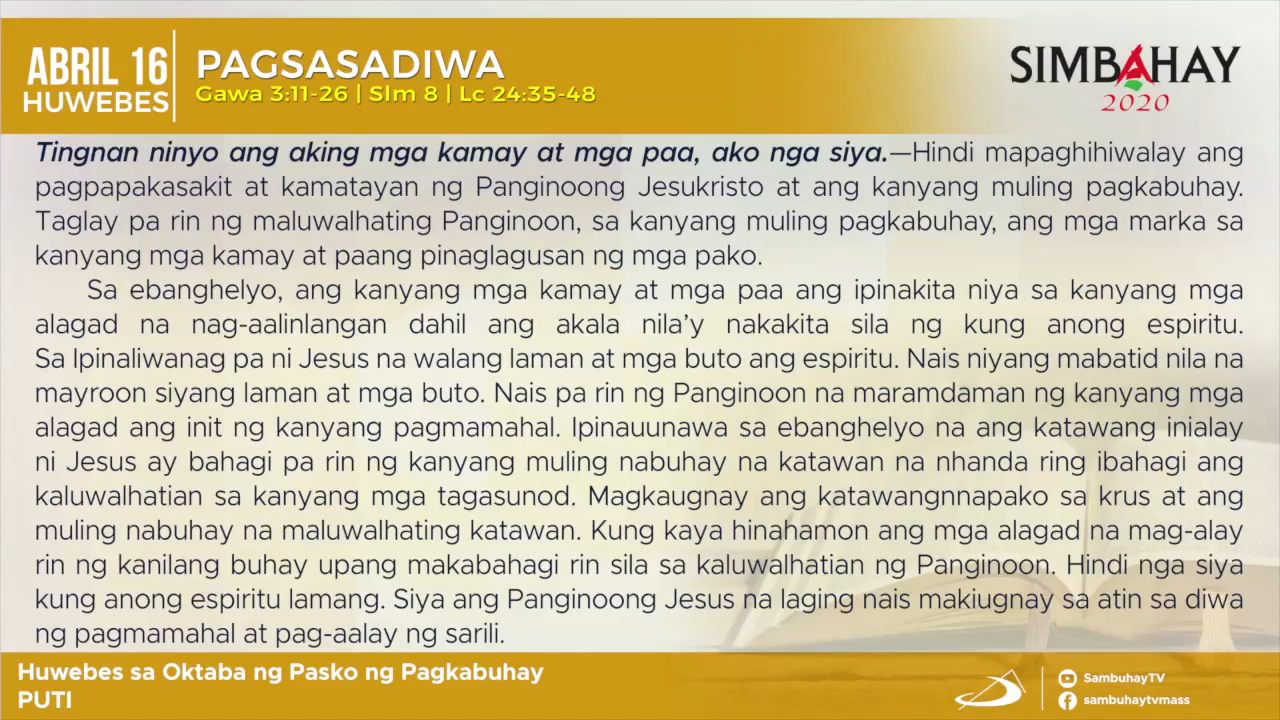 ABRIL 16
HUWEBES
PAGSASADIWA
Gawa 3:11-26 | Slm 8 | Lc 24:35-48
SIMBAHAY
2020
Tingnan ninyo ang aking mga kamay at mga paa, ako nga siya.—Hindi mapaghihiwalay ang
pagpapakasakit at kamatayan ng Panginoong Jesukristo at ang kanyang muling pagkabuhay.
Taglay pa rin ng maluwalhating Panginoon, sa kanyang muling pagkabuhay, ang mga marka sa
kanyang mga kamay at paang pinaglagusan ng mga pako.
Sa ebanghelyo, ang kanyang mga kamay at mga paa ang ipinakita niya sa kanyang mga
alagad na nag-aalinlangan dahil ang akala nila'y nakakita sila ng kung anong espiritu.
Sa Ipinaliwanag pa ni Jesus na walang laman at mga buto ang espiritu. Nais niyang mabatid nila na
mayroon siyang laman at mga buto. Nais pa rin ng Panginoon na maramdaman ng kanyang mga
alagad ang init ng kanyang pagmamahal. Ipinauunawa sa ebanghelyo na ang katawang inialay
ni Jesus ay bahagi pa rin ng kanyang muling nabuhay na katawan na nhanda ring ibahagi ang
kaluwalhatian sa kanyang mga tagasunod. Magkaugnay ang katawangnnapako sa krus at ang
muling nabuhay na maluwalhating katawan. Kung kaya hinahamon ang mga alagad na mag-alay
rin ng kanilang buhay upang makabahagi rin sila sa kaluwalhatian ng Panginoon. Hindi nga siya
kung anong espiritu lamang. Siya ang Panginoong Jesus na laging nais makiugnay sa atin sa diwa
ng pagmamahal at pag-aalay ng sarili.
Huwebes sa Oktaba ng Pasko ng Pagkabuhay
PUTI
SambuhayTV
sambuhaytvmass